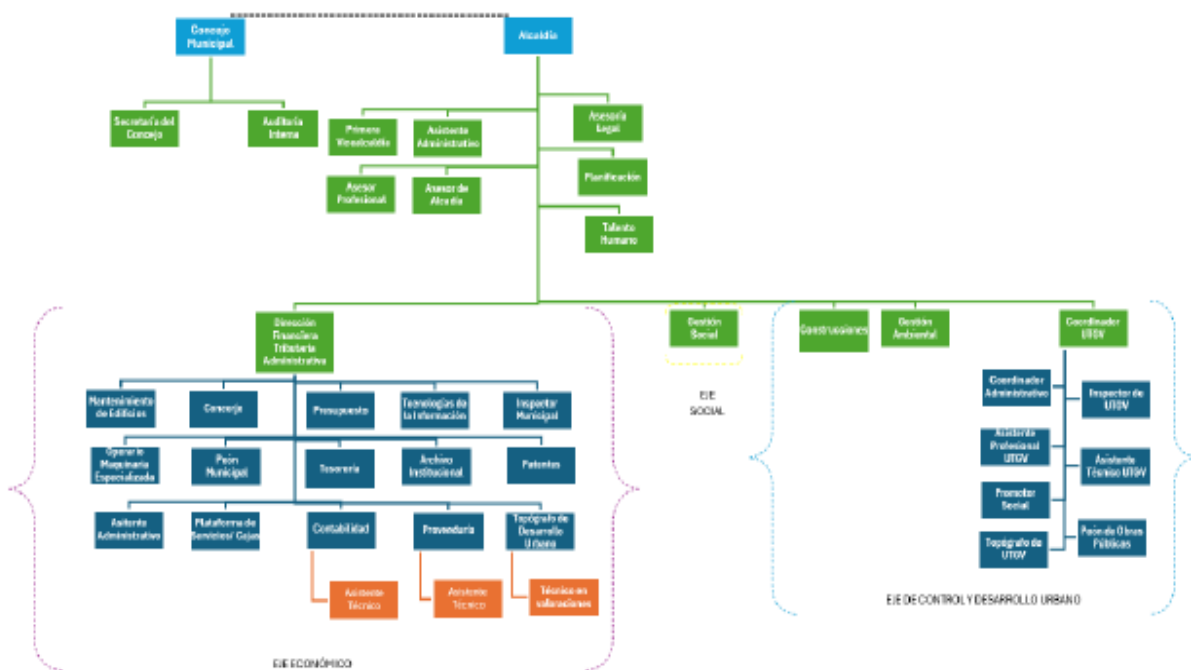 Concejo
Municipal
Alcaldía
Secretaría del
Concejo
Auditoría
Interna
Primera
Vicealcaldía
Asistente
Administrativo
Asesoría
Legal
Asesor
Profesional
Asesor de
Alcaldía
Planificación
Talento
Humano
Dirección
Financiera
Tributaria
Administrativa
Gestión
Social
Construcciones
Gestión
Ambiental
Coordinador
UTGV
Mantenimiento
de Edificios
Conserje
Presupuesto
Tecnologías de
la Información
Inspector
Municipal
Operario
Maquinaria
Especializada
Peón
Municipal
Tesorería
Archivo
Institucional
Patentes
Asitente
Administrativo
Plataforma de
Servicios/ Cajas
Contabilidad
Proveeduría
Topógrafo de
Desarrollo
Urbano
Asistente
Técnico
Asistente
Técnico
Técnico en
valoraciones
EJE ECONÓMICO
EJE
SOCIAL
Coordinador
Administrativo
Inspector de
UTGV
Asistente
Profesional
UTGV
Asistente
Técnico UTGV
Promotor
Social
Topógrafo de
UTGV
Peón de Obras
Públicas
EJE DE CONTROL Y DESARROLLO URBANO